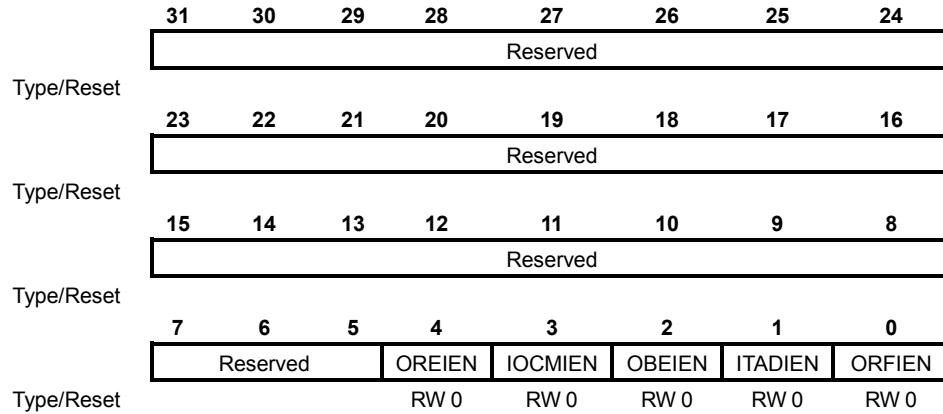 31 30 29 28 27 26 25 24
Reserved
Type/Reset
23 22 21 20 19 18 17 16
Reserved
Type/Reset
15 14 13 12 11 10 9 8
Reserved
Type/Reset
7 6 5 4 3 2 1 0
Reserved OREIEN IOCMIEN OBEIEN ITADIEN ORFIEN
Type/Reset RW 0 RW 0 RW 0 RW 0 RW 0